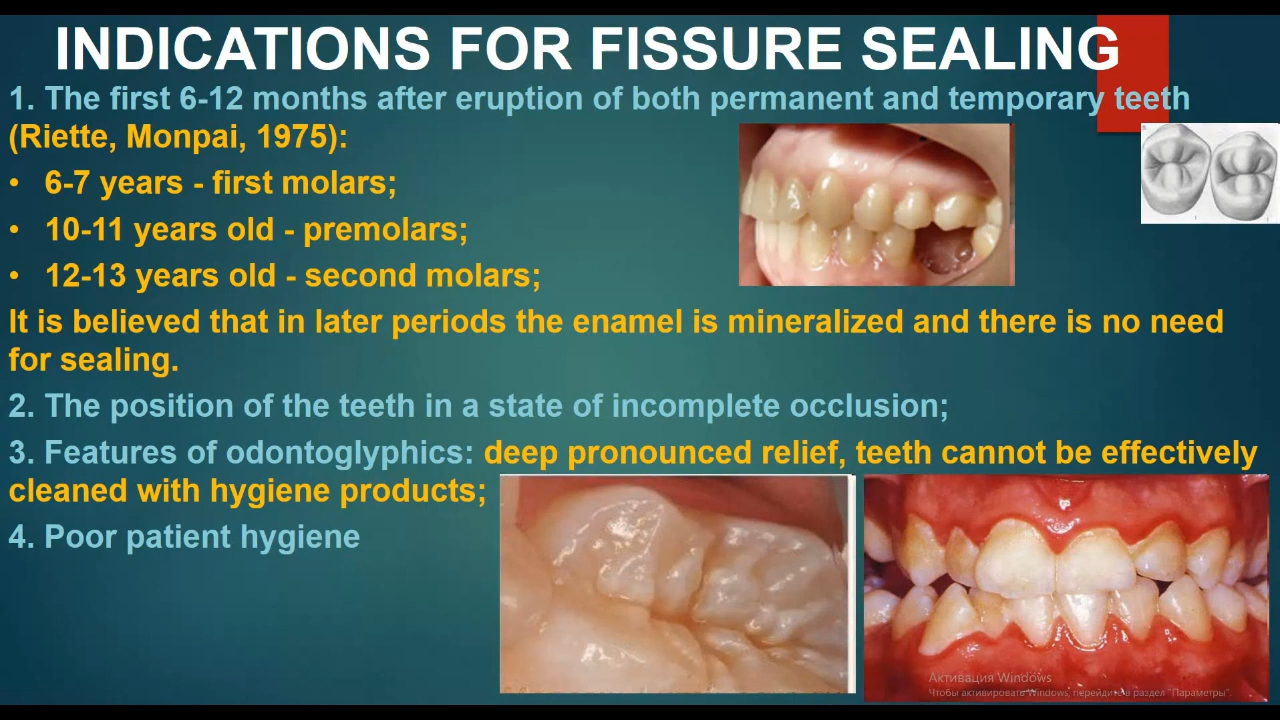 INDICATIONS FOR FISSURE SEALING
1. The first 6-12 months after eruption of both permanent and temporary teeth
(Riette, Monpai, 1975):
• 6-7 years - first molars;
• 10-11 years old - premolars;
• 12-13 years old - second molars;
It is believed that in later periods the enamel is mineralized and there is no need
for sealing.
2. The position of the teeth in a state of incomplete occlusion;
3. Features of odontoglyphics: deep pronounced relief, teeth cannot be effectively
cleaned with hygiene products;
4. Poor patient hygiene
Активация Windows
Чтобы активировать Windows, перейдите в раздел "Параметры".